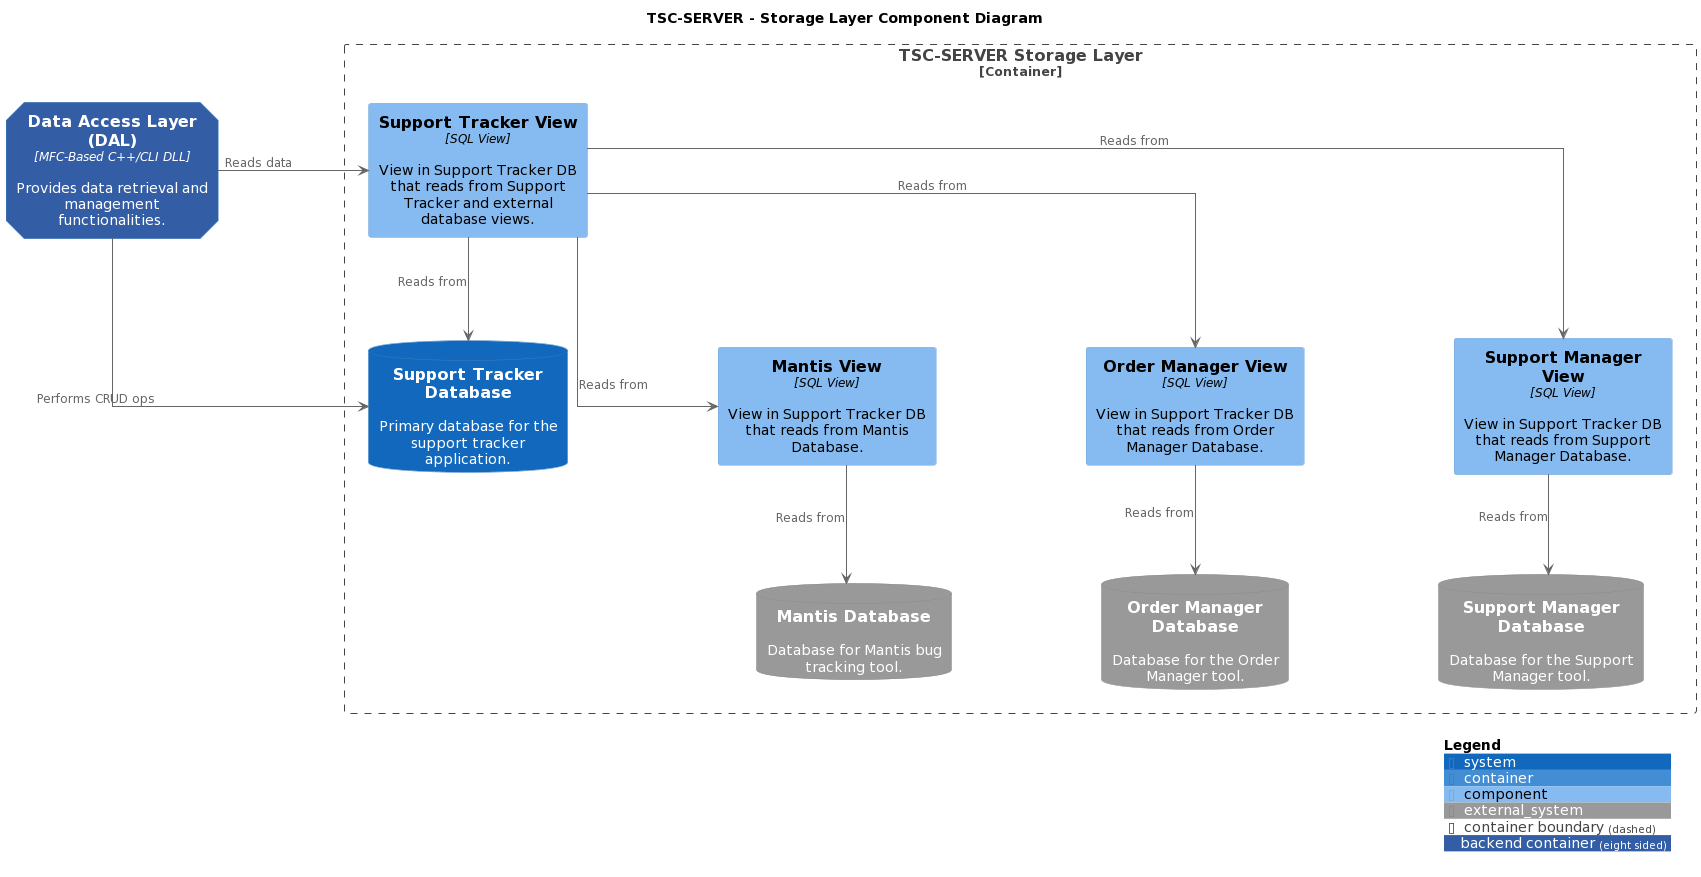 TSC-SERVER - Storage Layer Component Diagram
TSC-SERVER Storage Layer
[Container]
Data Access Layer
(DAL)
[MFC-Based C++/CLI DLL]
Provides data retrieval and
management
functionalities.
Reads data
Support Tracker View
[SQL View]
View in Support Tracker DB
that reads from Support
Tracker and external
database views.
Reads from
Reads from
Reads from
Reads from
Performs CRUD ops
Support Tracker
Database
Primary database for the
support tracker
application.
Mantis View
[SQL View]
View in Support Tracker DB
that reads from Mantis
Database.
Order Manager View
[SQL View]
View in Support Tracker DB
that reads from Order
Manager Database.
Support Manager
View
[SQL View]
View in Support Tracker DB
that reads from Support
Manager Database.
Reads from
Reads from
Reads from
Mantis Database
Database for Mantis bug
tracking tool.
Order Manager
Database
Database for the Order
Manager tool.
Support Manager
Database
Database for the Support
Manager tool.
Legend
system
container
component
external_system
container boundary (dashed)
backend container (eight sided)